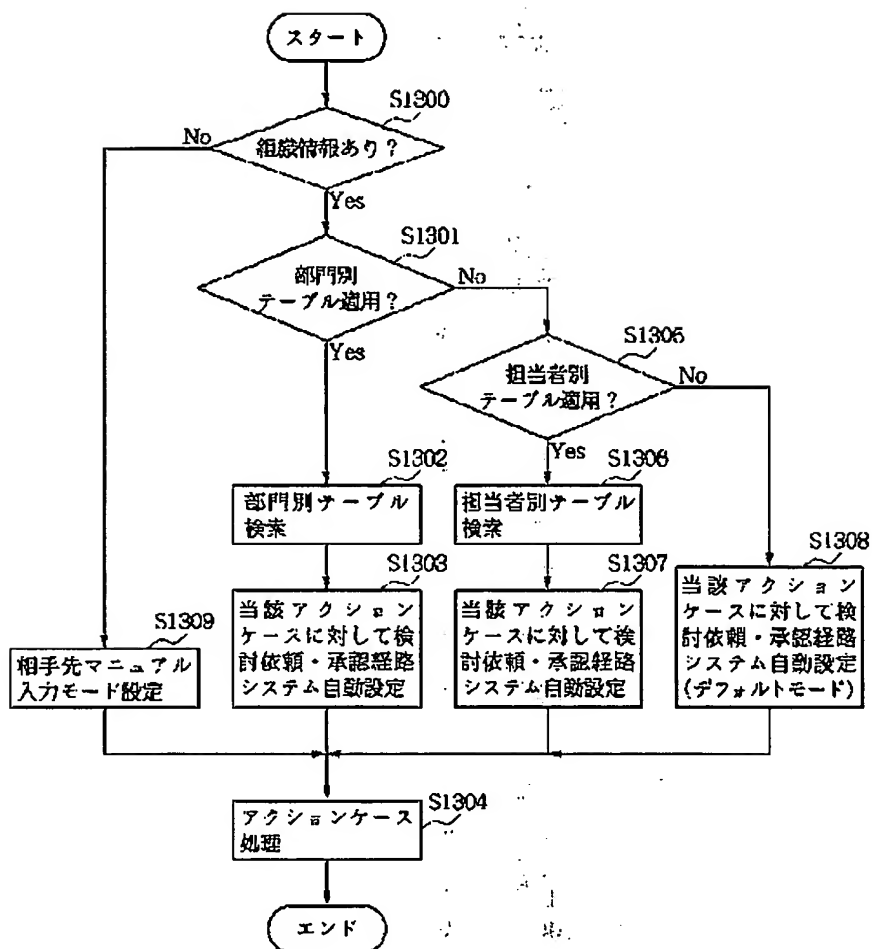 スタート
S1300
No
組織情報あり?
Yes
S1301
部門別
テーブル適用?
No
Yes
S1305
担当者別
テーブル適用?
No
Yes
S1302
部門別テーブル
検索
S1306
担当者別テーブル
検索
S1303
当該アクション
ケースに対して検
討依頼・承認経路
システム自動設定
S1307
当該アクション
ケースに対して検
討依頼・承認経路
システム自動設定
S1308
当該アクション
ケースに対して検
討依頼・承認経路
システム自動設定
(デフォルトモード)
S1309
相手先マニュアル
入力モード設定
S1304
アクションケース
処理
エンド